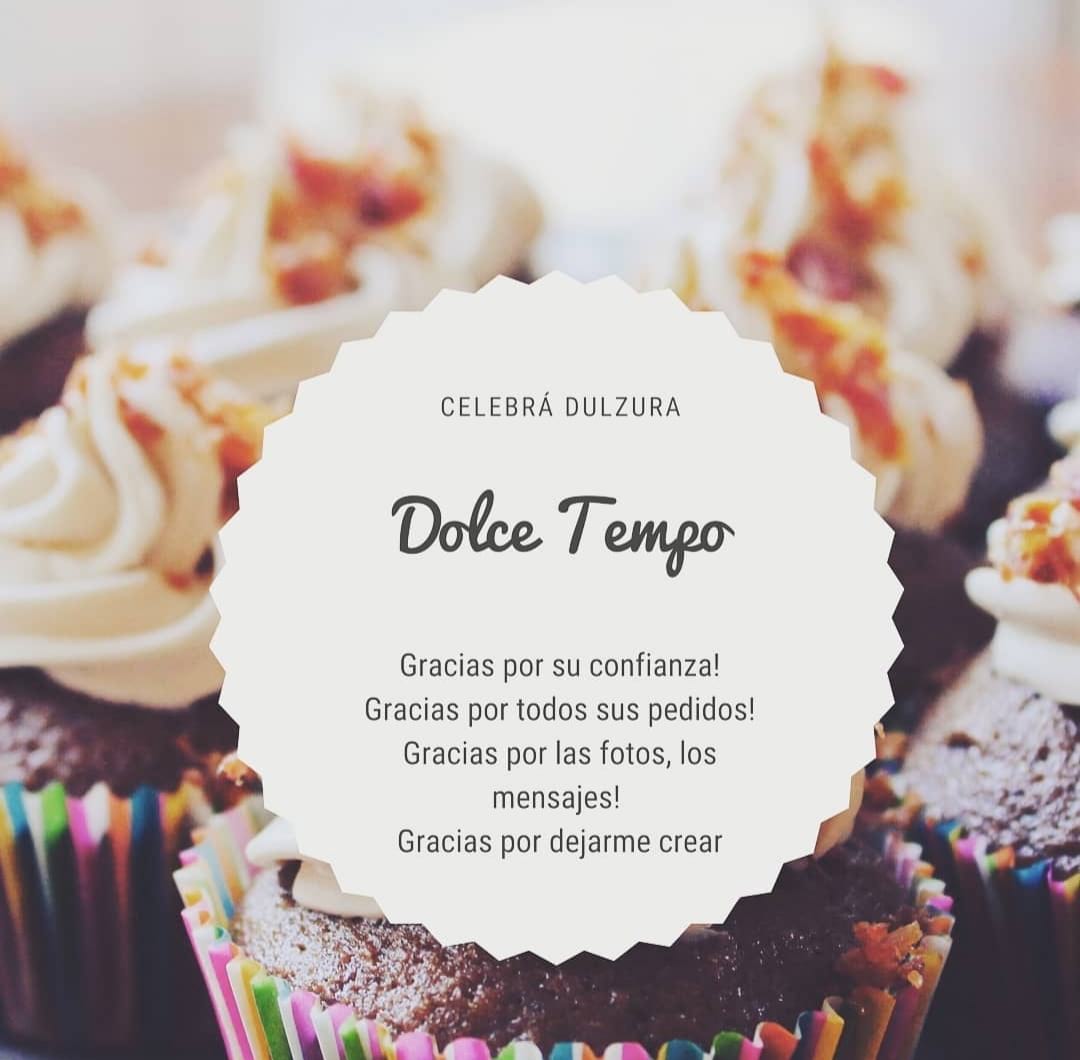 CELEBRÁ DULZURA
Dolce Tempo
Gracias por su confianza!
Gracias por todos sus pedidos!
Gracias por las fotos, los
mensajes!
Gracias por dejarme crear